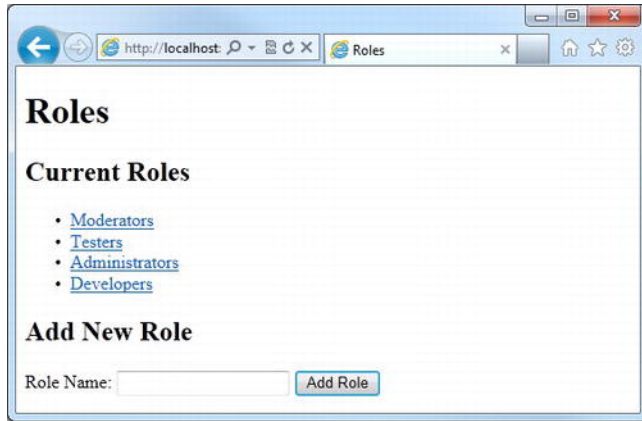 http://localhost:
Roles
Roles
Current Roles
Moderators
Testers
Administrators
Developers
Add New Role
Role Name: Add Role